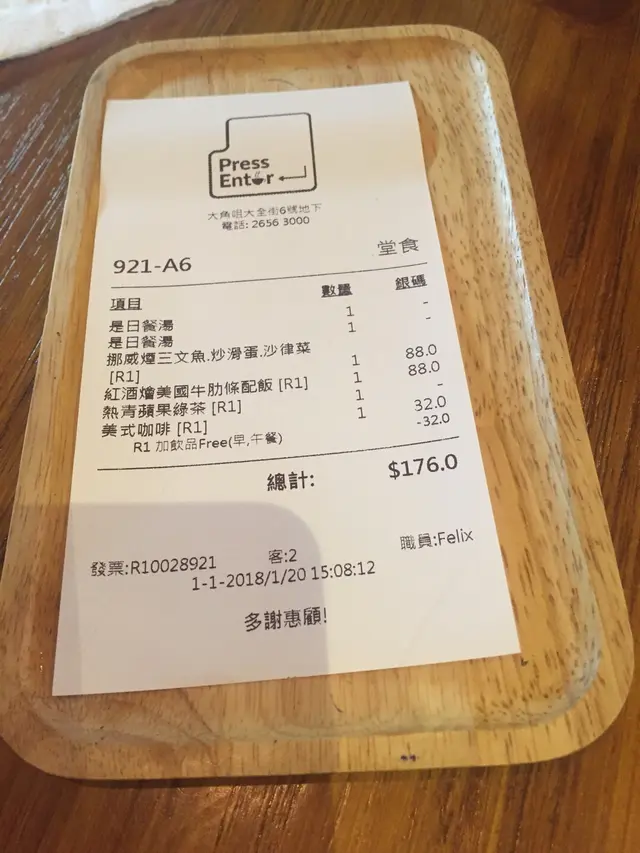 Press
Enter
大角咀大全街6號地下
電話: 2656 3000
921-A6 堂食
項目 數量 銀碼
是日餐湯 1 -
是日餐湯 1 -
挪威煙三文魚.炒滑蛋.沙律菜
[R1] 1 88.0
紅酒燴美國牛肋條配飯 [R1] 1 88.0
熱青蘋果綠茶 [R1] 1 -
美式咖啡 [R1] 1 32.0
R1 加飲品Free(早,午餐) -32.0
總計: $176.0
發票:R10028921 客:2 職員:Felix
1-1-2018/1/20 15:08:12
多謝惠顧!